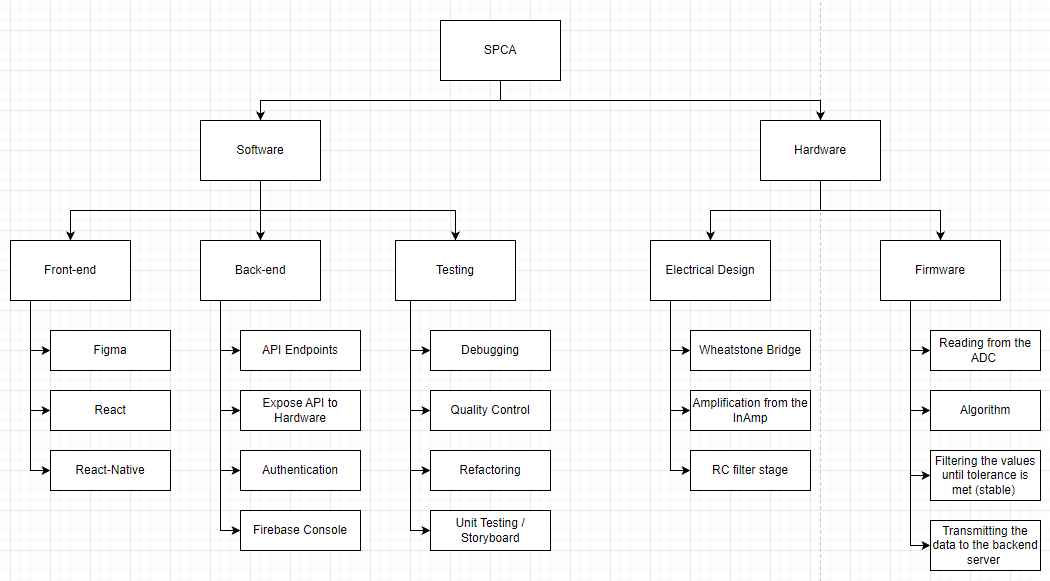 SPCA
Software
Hardware
Front-end
Back-end
Testing
Electrical Design
Firmware
Figma
React
React-Native
API Endpoints
Expose API to
Hardware
Authentication
Firebase Console
Debugging
Quality Control
Refactoring
Unit Testing /
Storyboard
Wheatstone Bridge
Amplification from the
InAmp
RC filter stage
Reading from the
ADC
Algorithm
Filtering the values
until tolerance is
met (stable)
Transmitting the
data to the backend
server